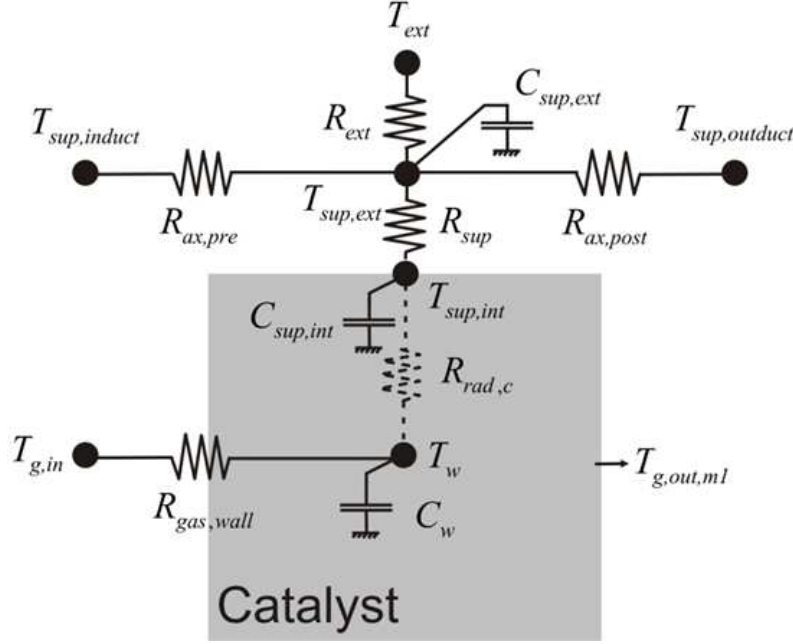 T_ext
C_sup,ext
R_ext
T_sup,induct
T_sup,outduct
R_ax,pre
T_sup,ext
R_sup
R_ax,post
C_sup,int
T_sup,int
R_rad,c
T_g,in
T_w
T_g,out,m1
R_gas,wall
C_w
Catalyst